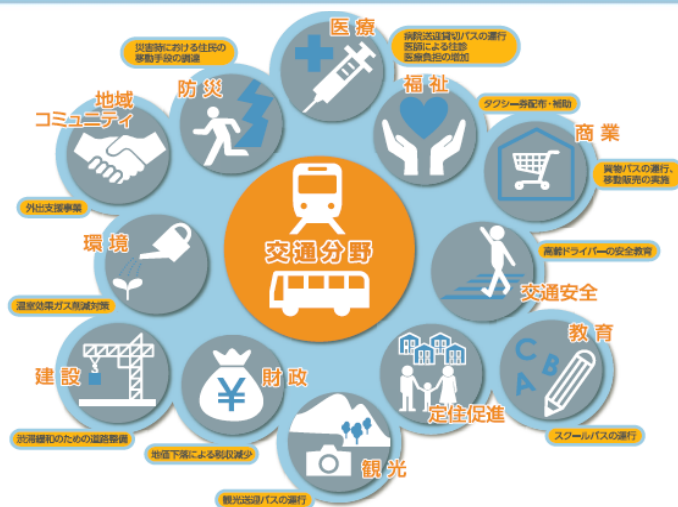 医療
病院送迎貸切バスの運行
医師による往診
医療負担の増加
災害時における住民の
移動手段の調達
防災
福祉
タクシー券配布・補助
地域
コミュニティ
商業
買物バスの運行、
移動販売の実施
外出支援事業
交通分野
環境
高齢ドライバーの安全教育
交通安全
温室効果ガス削減対策
教育
C
B
A
建設
¥
財政
定住促進
渋滞緩和のための道路整備
スクールバスの運行
地価下落による税収減少
観光
観光送迎バスの運行